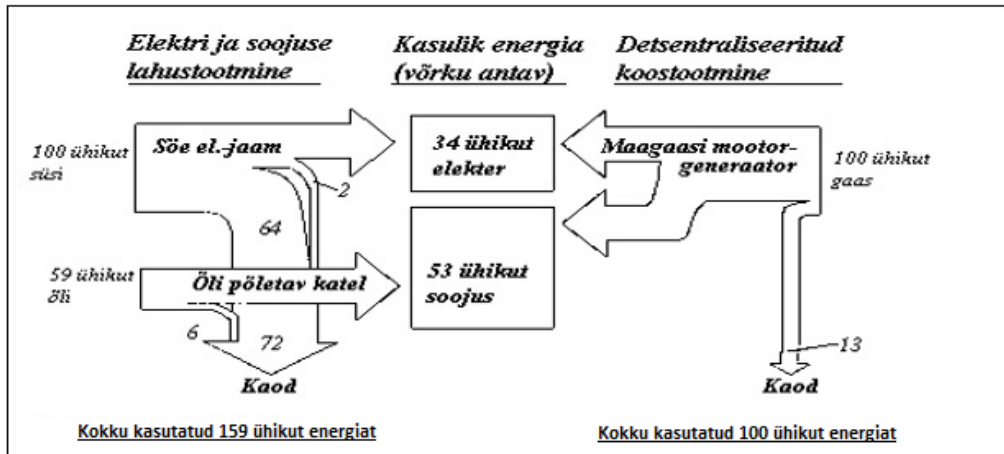 Elektri ja soojuse
lahustootmine
Kasulik energia
(võrku antav)
Detsentraliseeritud
koostootmine
100 ühikut
süsi
Söe el.-jaam
34 ühikut
elekter
Maagaasi mootor-
generaator
100 ühikut
gaas
2
64
59 ühikut
õli
Õli põletav katel
53 ühikut
soojus
6
72
13
Kaod
Kaod
Kokku kasutatud 159 ühikut energiat
Kokku kasutatud 100 ühikut energiat